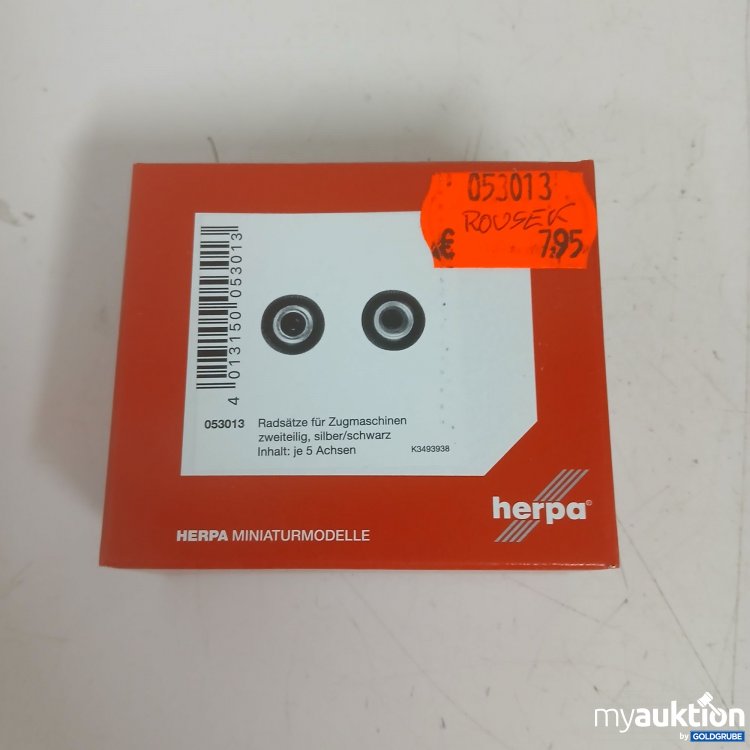 053013
ROUSEK
€ 7.95
4 013150 053013
053013 Radsätze für Zugmaschinen
zweiteilig, silber/schwarz
Inhalt: je 5 Achsen K3493938
herpa®
HERPA MINIATURMODELLE
myauktion
by GOLDGRUBE